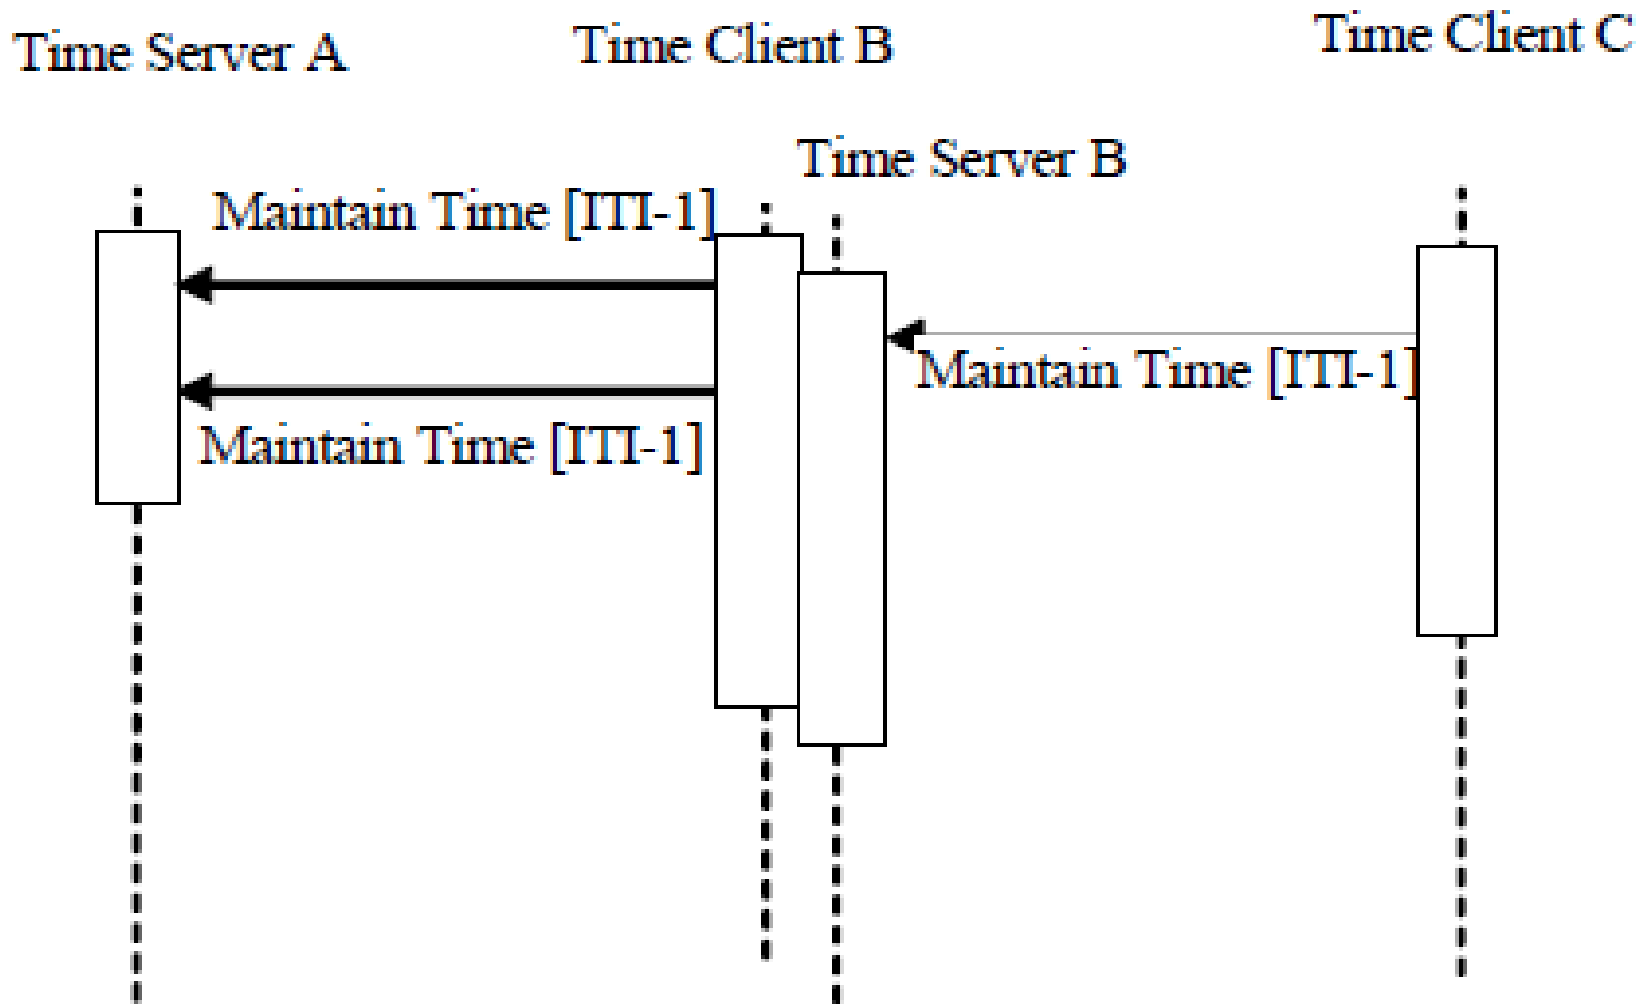 Time Server A
Time Client B
Time Client C
Time Server B
Maintain Time [ITI-1]
Maintain Time [ITI-1]
Maintain Time [ITI-1]